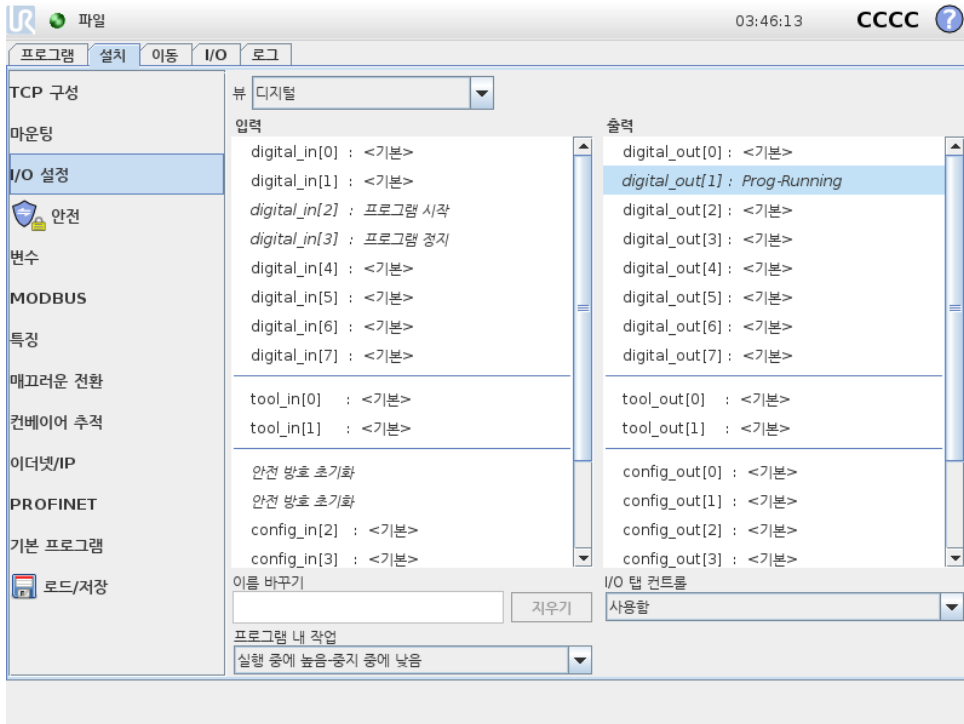 UR 파일 03:46:13 CCCC ?
프로그램 설치 이동 I/O 로그
TCP 구성
마운팅
I/O 설정
안전
변수
MODBUS
특징
매끄러운 전환
컨베이어 추적
이더넷/IP
PROFINET
기본 프로그램
로드/저장
뷰 디지털
입력
digital_in[0] : <기본>
digital_in[1] : <기본>
digital_in[2] : 프로그램 시작
digital_in[3] : 프로그램 정지
digital_in[4] : <기본>
digital_in[5] : <기본>
digital_in[6] : <기본>
digital_in[7] : <기본>
tool_in[0] : <기본>
tool_in[1] : <기본>
안전 방호 초기화
안전 방호 초기화
config_in[2] : <기본>
config_in[3] : <기본>
이름 바꾸기
지우기
프로그램 내 작업
실행 중에 높음-중지 중에 낮음
출력
digital_out[0] : <기본>
digital_out[1] : Prog-Running
digital_out[2] : <기본>
digital_out[3] : <기본>
digital_out[4] : <기본>
digital_out[5] : <기본>
digital_out[6] : <기본>
digital_out[7] : <기본>
tool_out[0] : <기본>
tool_out[1] : <기본>
config_out[0] : <기본>
config_out[1] : <기본>
config_out[2] : <기본>
config_out[3] : <기본>
I/O 탭 컨트롤
사용함